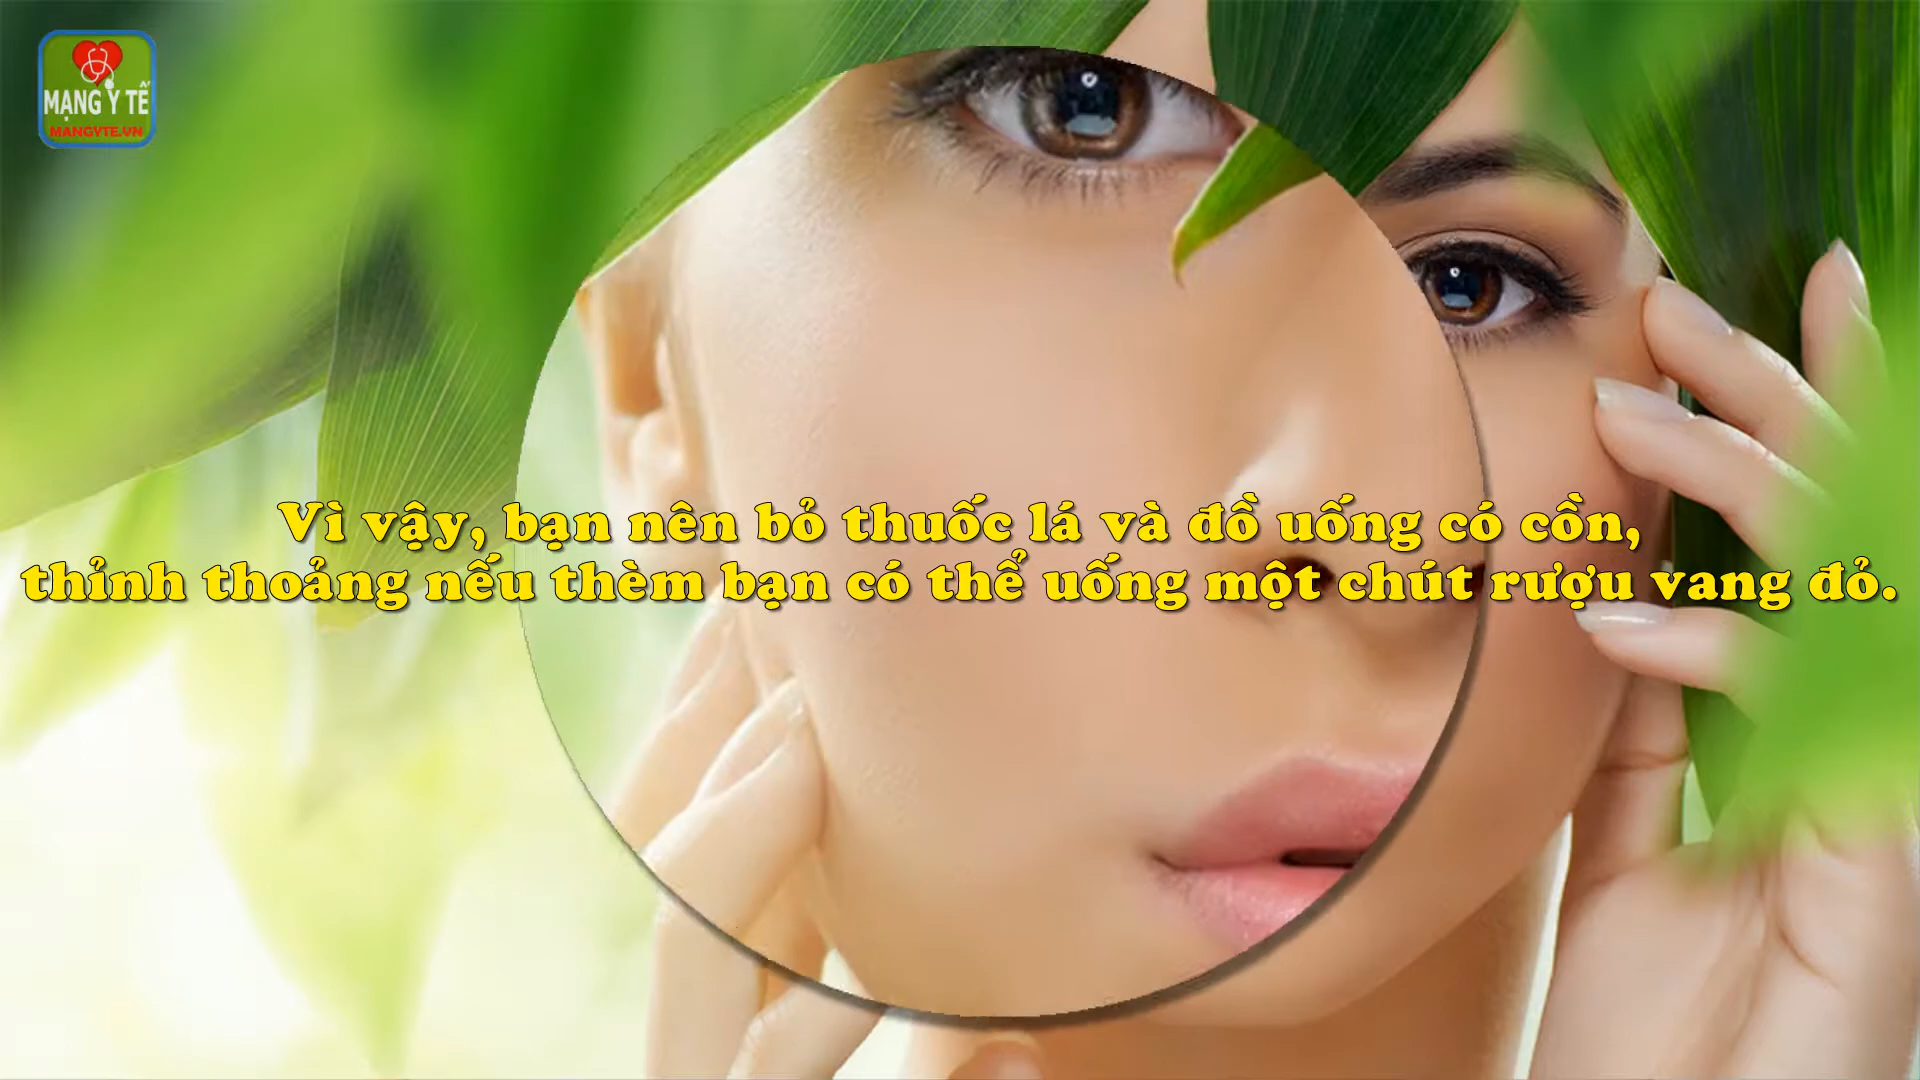 MẠNG Y TẾ
MANGYTE.VN
Vì vậy, bạn nên bỏ thuốc lá và đồ uống có cồn,
thỉnh thoảng nếu thèm bạn có thể uống một chút rượu vang đỏ.